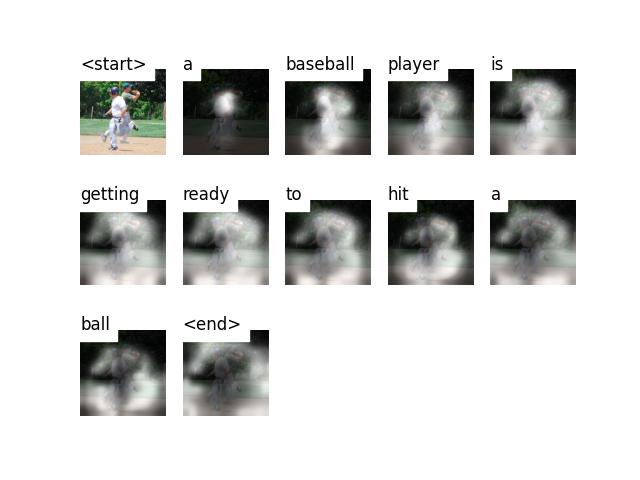 <start> a baseball player is
getting ready to hit a
ball <end>